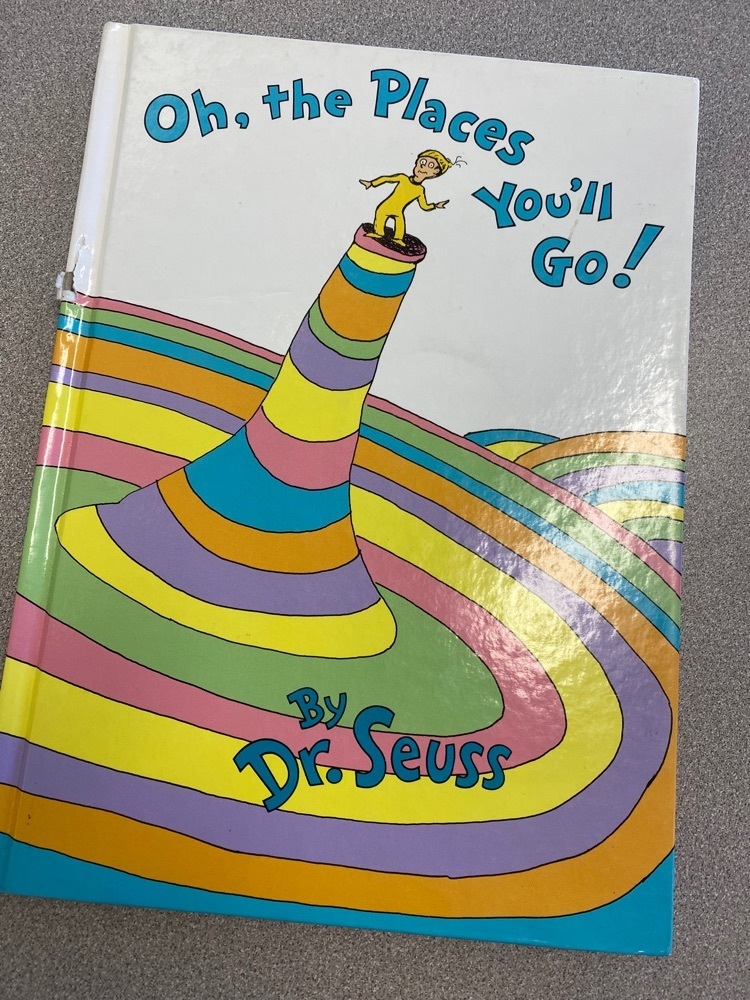 Oh, the Places
You'll
Go!
By
Dr. Seuss